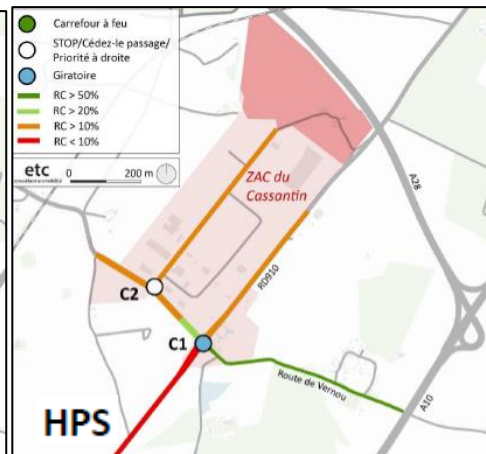 Carrefour à feu
STOP/Cédez-le passage/
Priorité à droite
Giratoire
RC > 50%
RC > 20%
RC > 10%
RC < 10%
etc
0 200 m
ZAC du
Cassantin
A28
RD910
C2
C1
Route de Vernou
A10
HPS